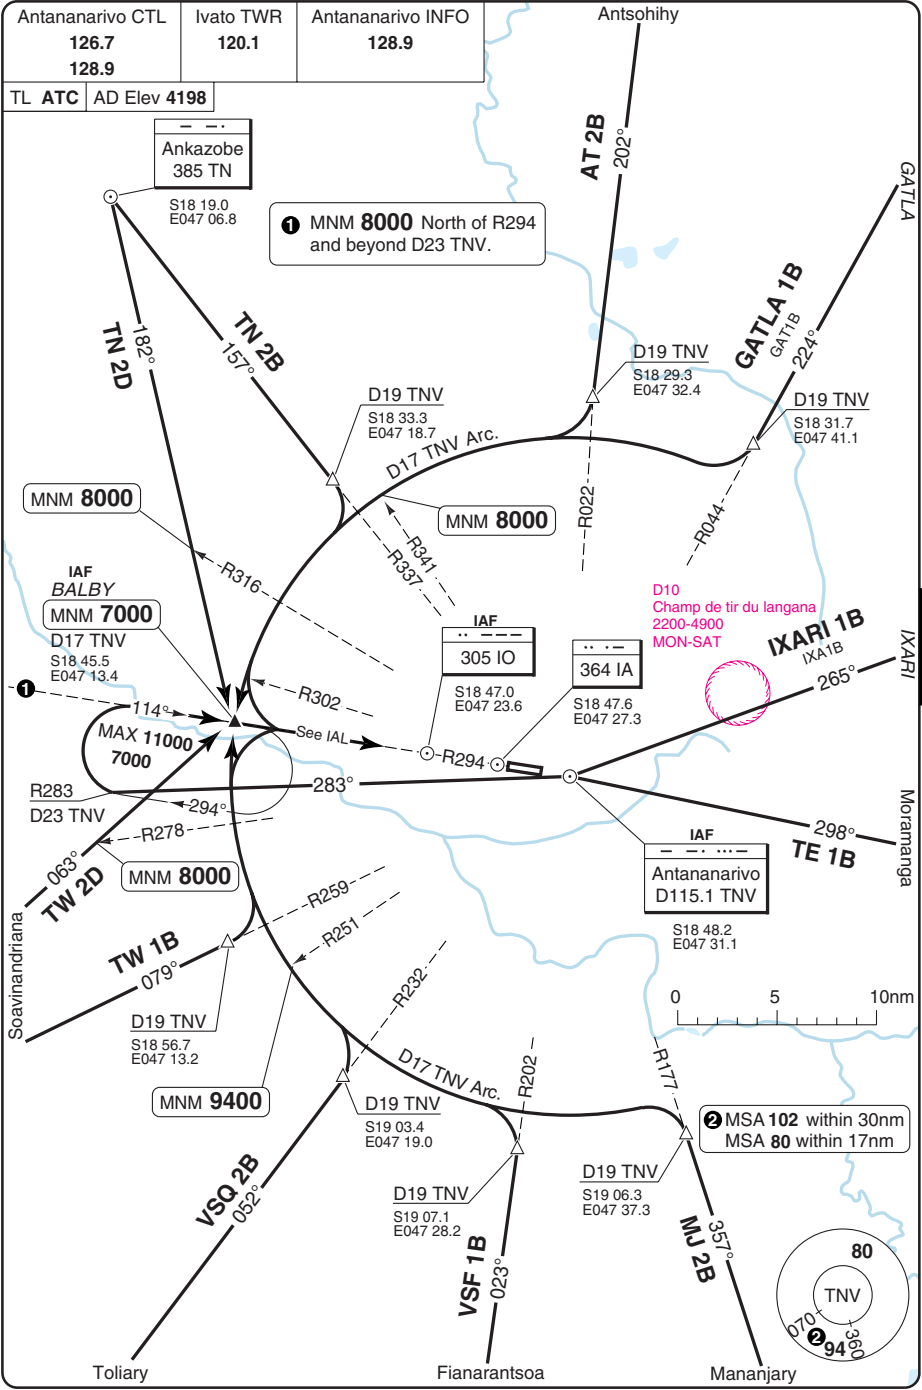 Antananarivo CTL
126.7
128.9
Ivato TWR
120.1
Antananarivo INFO
128.9
TL ATC
AD Elev 4198
Antsohihy
Ankazobe
385 TN
S18 19.0
E047 06.8
1 MNM 8000 North of R294
and beyond D23 TNV.
AT 2B
202°
GATLA
GATLA 1B
GAT1B
224°
TN 2D
182°
TN 2B
157°
D19 TNV
S18 29.3
E047 32.4
D19 TNV
S18 31.7
E047 41.1
D19 TNV
S18 33.3
E047 18.7
D17 TNV Arc.
MNM 8000
MNM 8000
R022
R044
R341
R337
R316
IAF
BALBY
MNM 7000
D17 TNV
S18 45.5
E047 13.4
D10
Champ de tir du langana
2200-4900
MON-SAT
IAF
305 IO
S18 47.0
E047 23.6
364 IA
S18 47.6
E047 27.3
IXARI 1B
IXA1B
265°
IXARI
1
R302
114°
See IAL
MAX 11000
7000
R294
R283
D23 TNV
283°
294°
R278
Moramanga
298°
TE 1B
IAF
Antananarivo
D115.1 TNV
S18 48.2
E047 31.1
063°
TW 2D
MNM 8000
R259
R251
TW 1B
079°
Soavinandriana
R232
D19 TNV
S18 56.7
E047 13.2
0 5 10nm
MNM 9400
D17 TNV Arc.
R202
R177
D19 TNV
S19 03.4
E047 19.0
2 MSA 102 within 30nm
MSA 80 within 17nm
VSQ 2B
052°
D19 TNV
S19 07.1
E047 28.2
D19 TNV
S19 06.3
E047 37.3
VSF 1B
023°
MJ 2B
357°
80
TNV
070
360
2
94
Toliary
Fianarantsoa
Mananjary